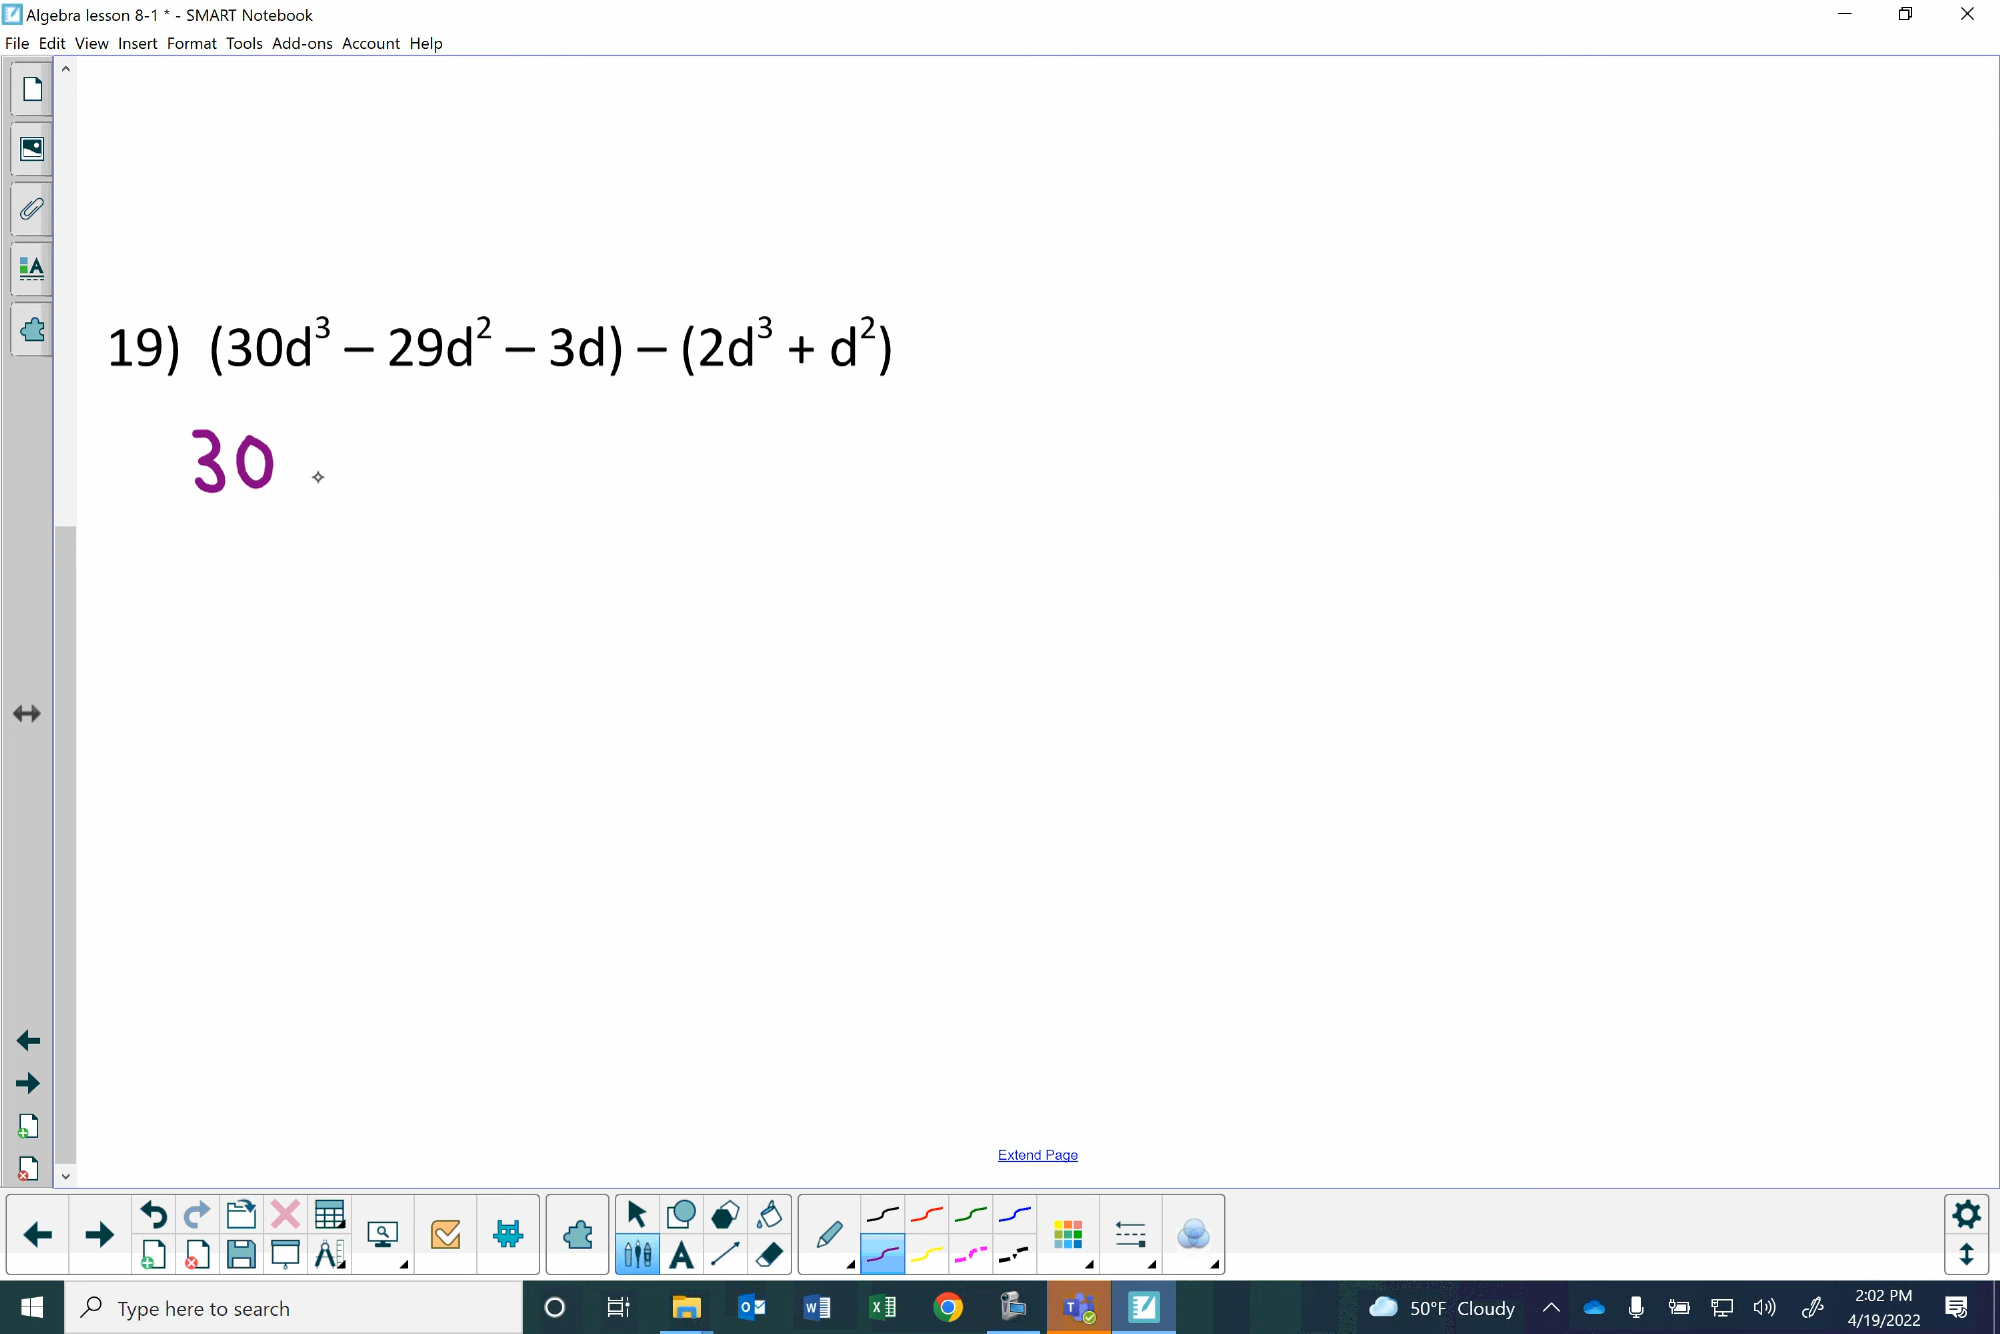 Algebra lesson 8-1 * - SMART Notebook
File Edit View Insert Format Tools Add-ons Account Help
19) (30d³ – 29d² – 3d) – (2d³ + d²)
30
Extend Page
Type here to search
50°F Cloudy
2:02 PM
4/19/2022